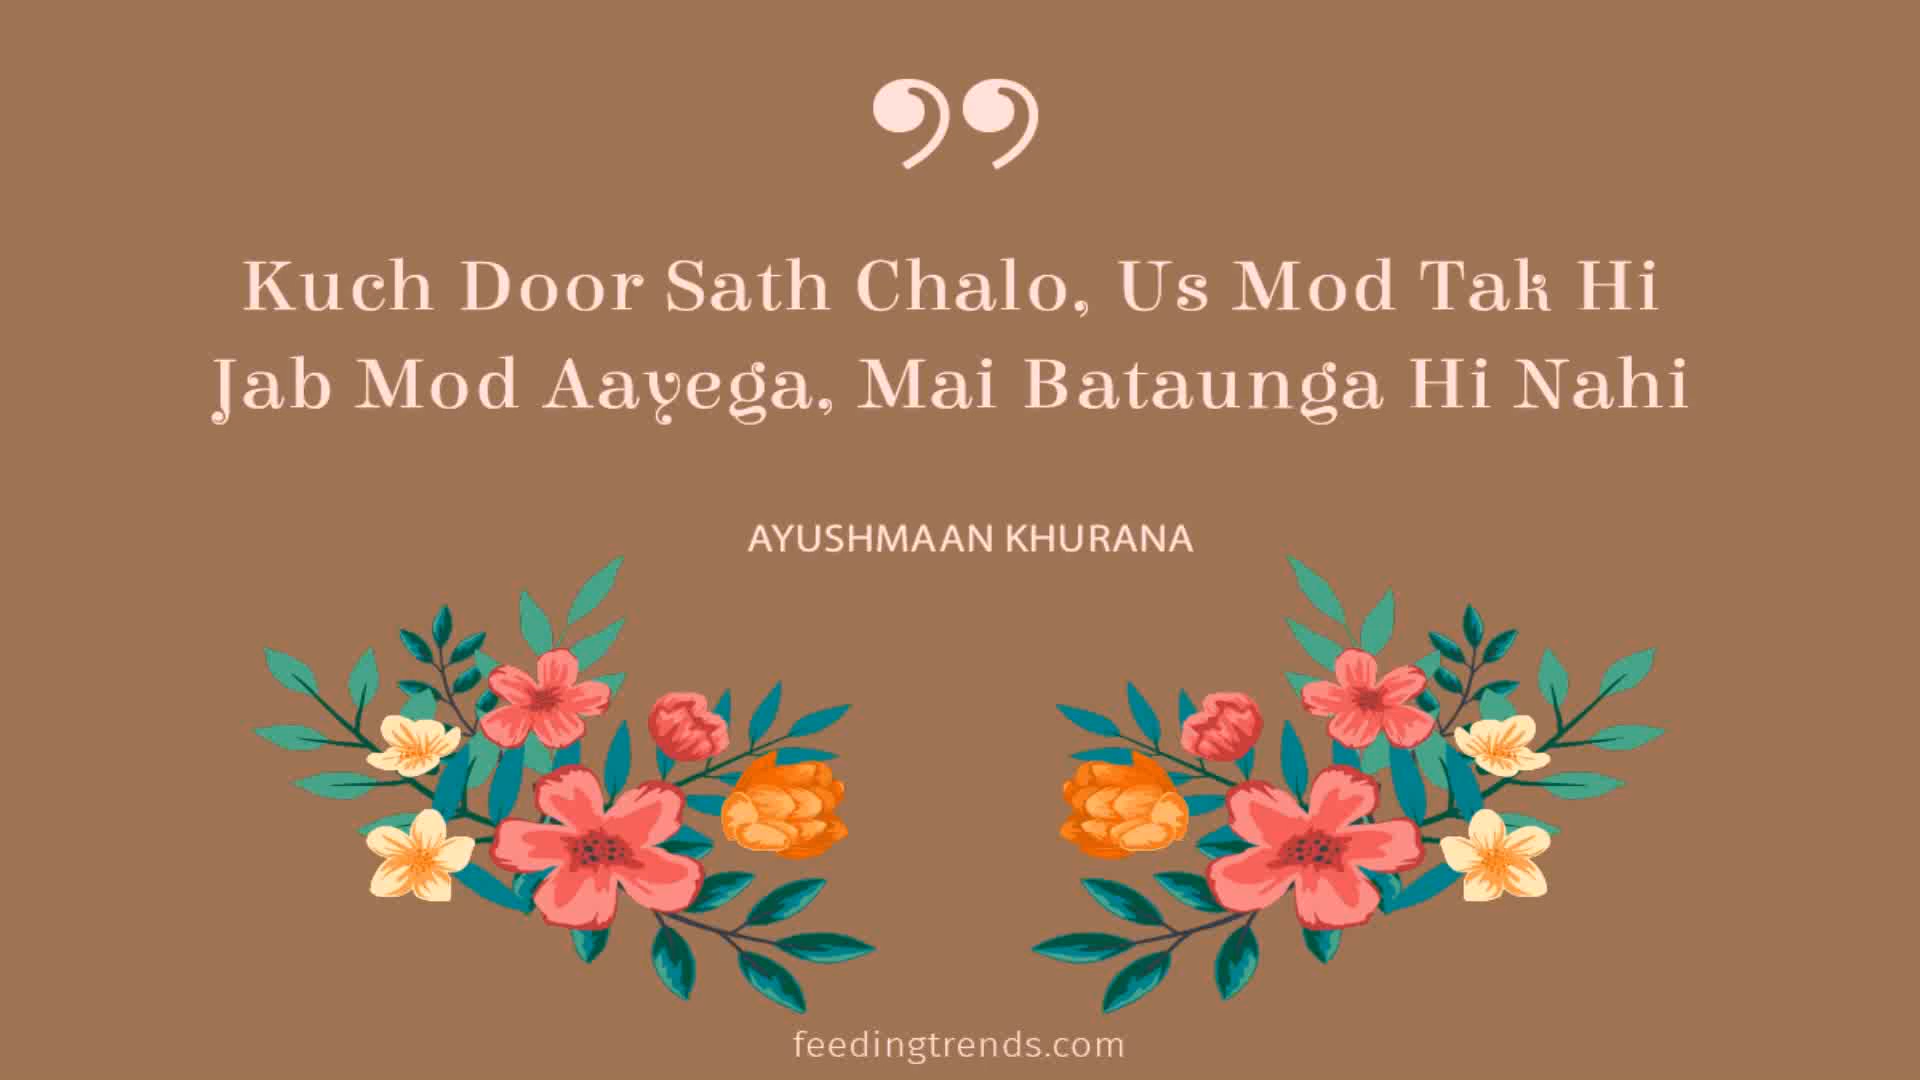 ”
Kuch Door Sath Chalo, Us Mod Tak Hi
Jab Mod Aayega, Mai Bataunga Hi Nahi
AYUSHMAAN KHURANA
feedingtrends.com